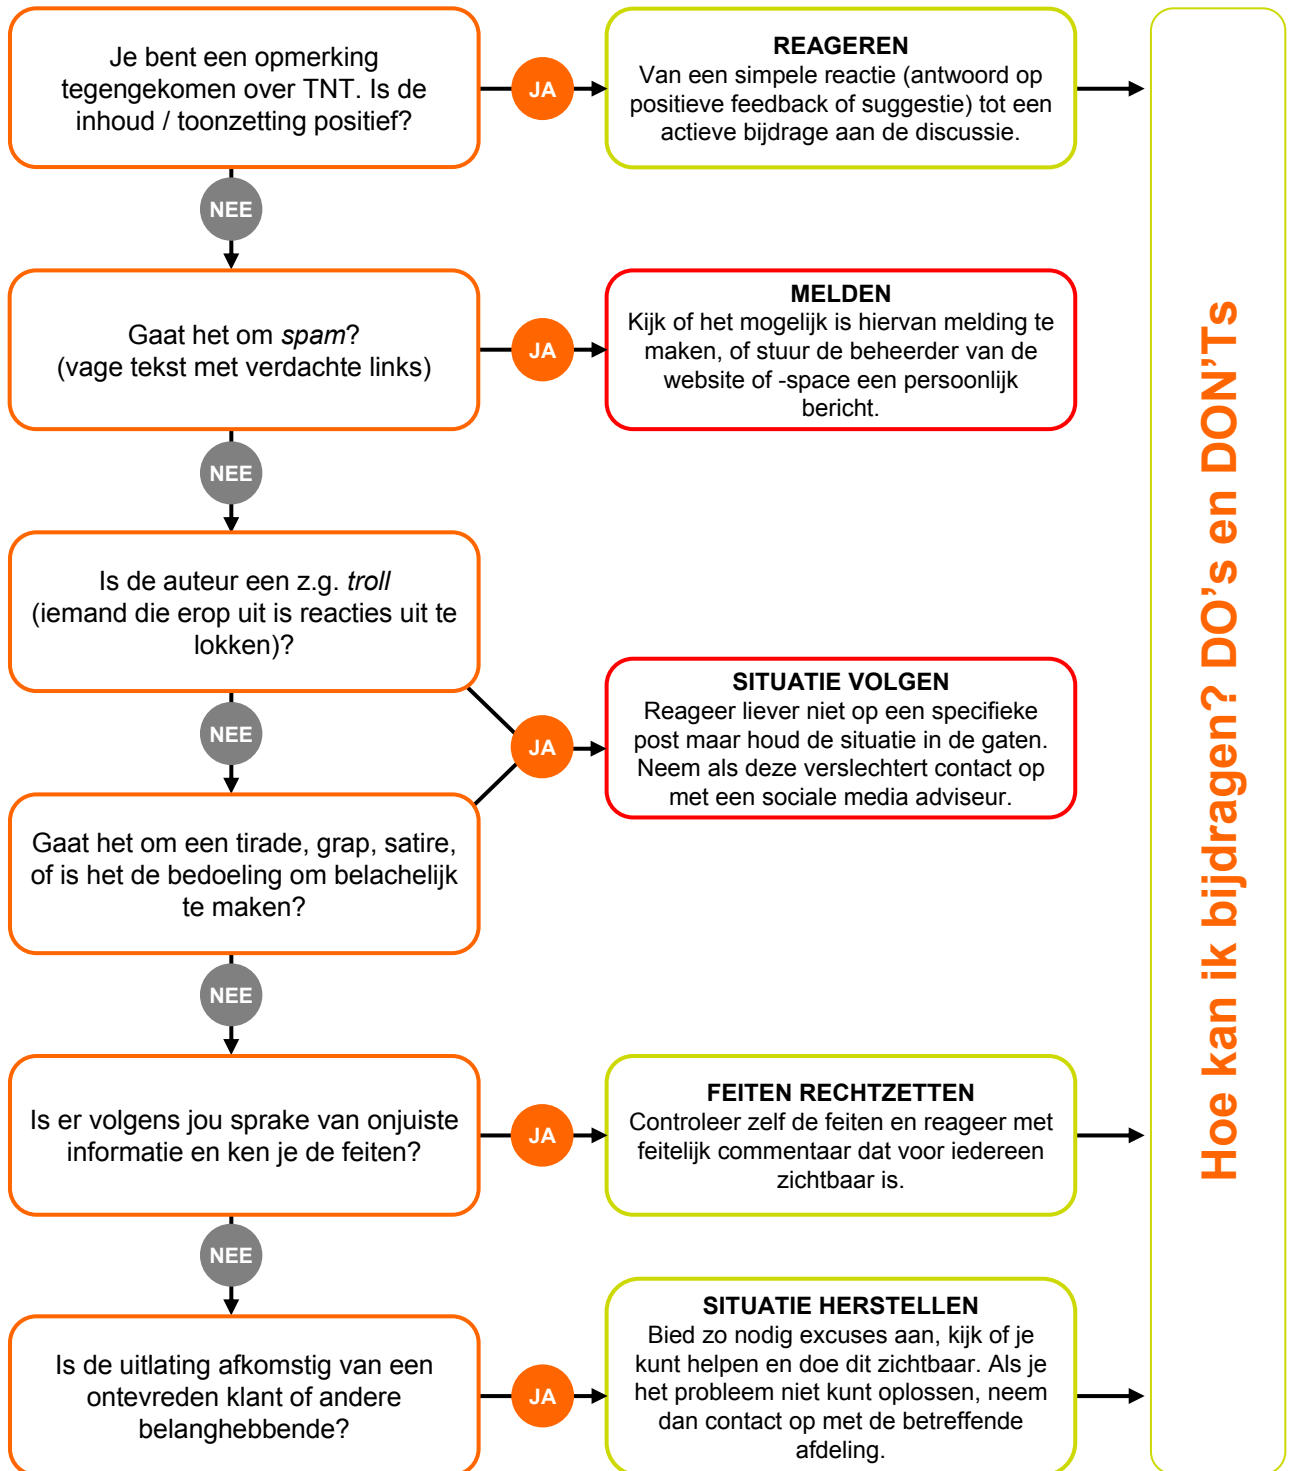 Je bent een opmerking
tegengekomen over TNT. Is de
inhoud / toonzetting positief?
JA
REAGEREN
Van een simpele reactie (antwoord op
positieve feedback of suggestie) tot een
actieve bijdrage aan de discussie.
NEE
Gaat het om spam?
(vage tekst met verdachte links)
JA
MELDEN
Kijk of het mogelijk is hiervan melding te
maken, of stuur de beheerder van de
website of -space een persoonlijk
bericht.
NEE
Is de auteur een z.g. troll
(iemand die erop uit is reacties uit te
lokken)?
NEE
JA
SITUATIE VOLGEN
Reageer liever niet op een specifieke
post maar houd de situatie in de gaten.
Neem als deze verslechtert contact op
met een sociale media adviseur.
Gaat het om een tirade, grap, satire,
of is het de bedoeling om belachelijk
te maken?
NEE
Is er volgens jou sprake van onjuiste
informatie en ken je de feiten?
JA
FEITEN RECHTZETTEN
Controleer zelf de feiten en reageer met
feitelijk commentaar dat voor iedereen
zichtbaar is.
NEE
Is de uitlating afkomstig van een
ontevreden klant of andere
belanghebbende?
JA
SITUATIE HERSTELLEN
Bied zo nodig excuses aan, kijk of je
kunt helpen en doe dit zichtbaar. Als je
het probleem niet kunt oplossen, neem
dan contact op met de betreffende
afdeling.
Hoe kan ik bijdragen? DO's en DON'Ts